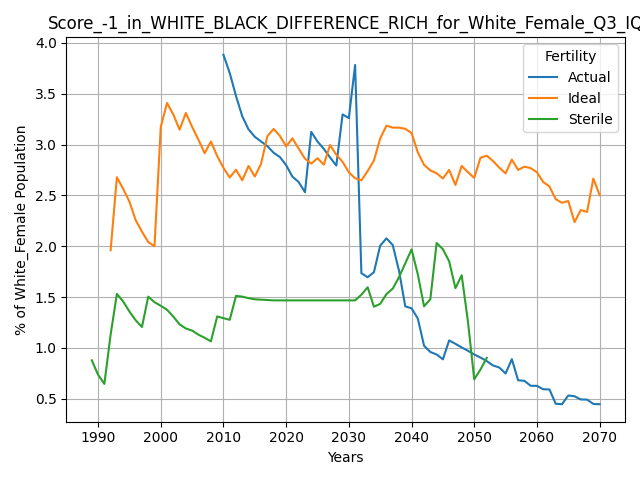 Score_-1_in_WHITE_BLACK_DIFFERENCE_RICH_for_White_Female_Q3_IQ
4.0
3.5
3.0
2.5
2.0
1.5
1.0
0.5
% of White_Female Population
Fertility
Actual
Ideal
Sterile
1990 2000 2010 2020 2030 2040 2050 2060 2070
Years